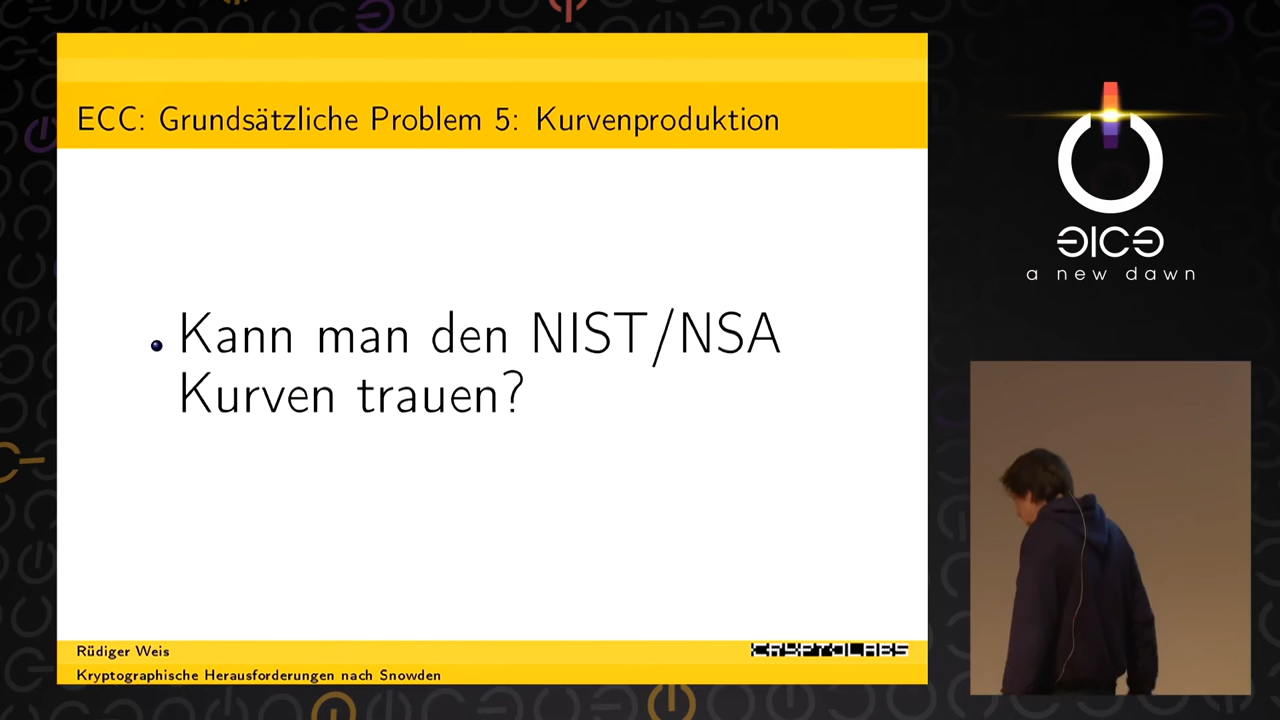 ECC: Grundsätzliche Problem 5: Kurvenproduktion
Kann man den NIST/NSA
Kurven trauen?
Rüdiger Weis
Kryptographische Herausforderungen nach Snowden
CRYPTOLABS
31C3
a new dawn